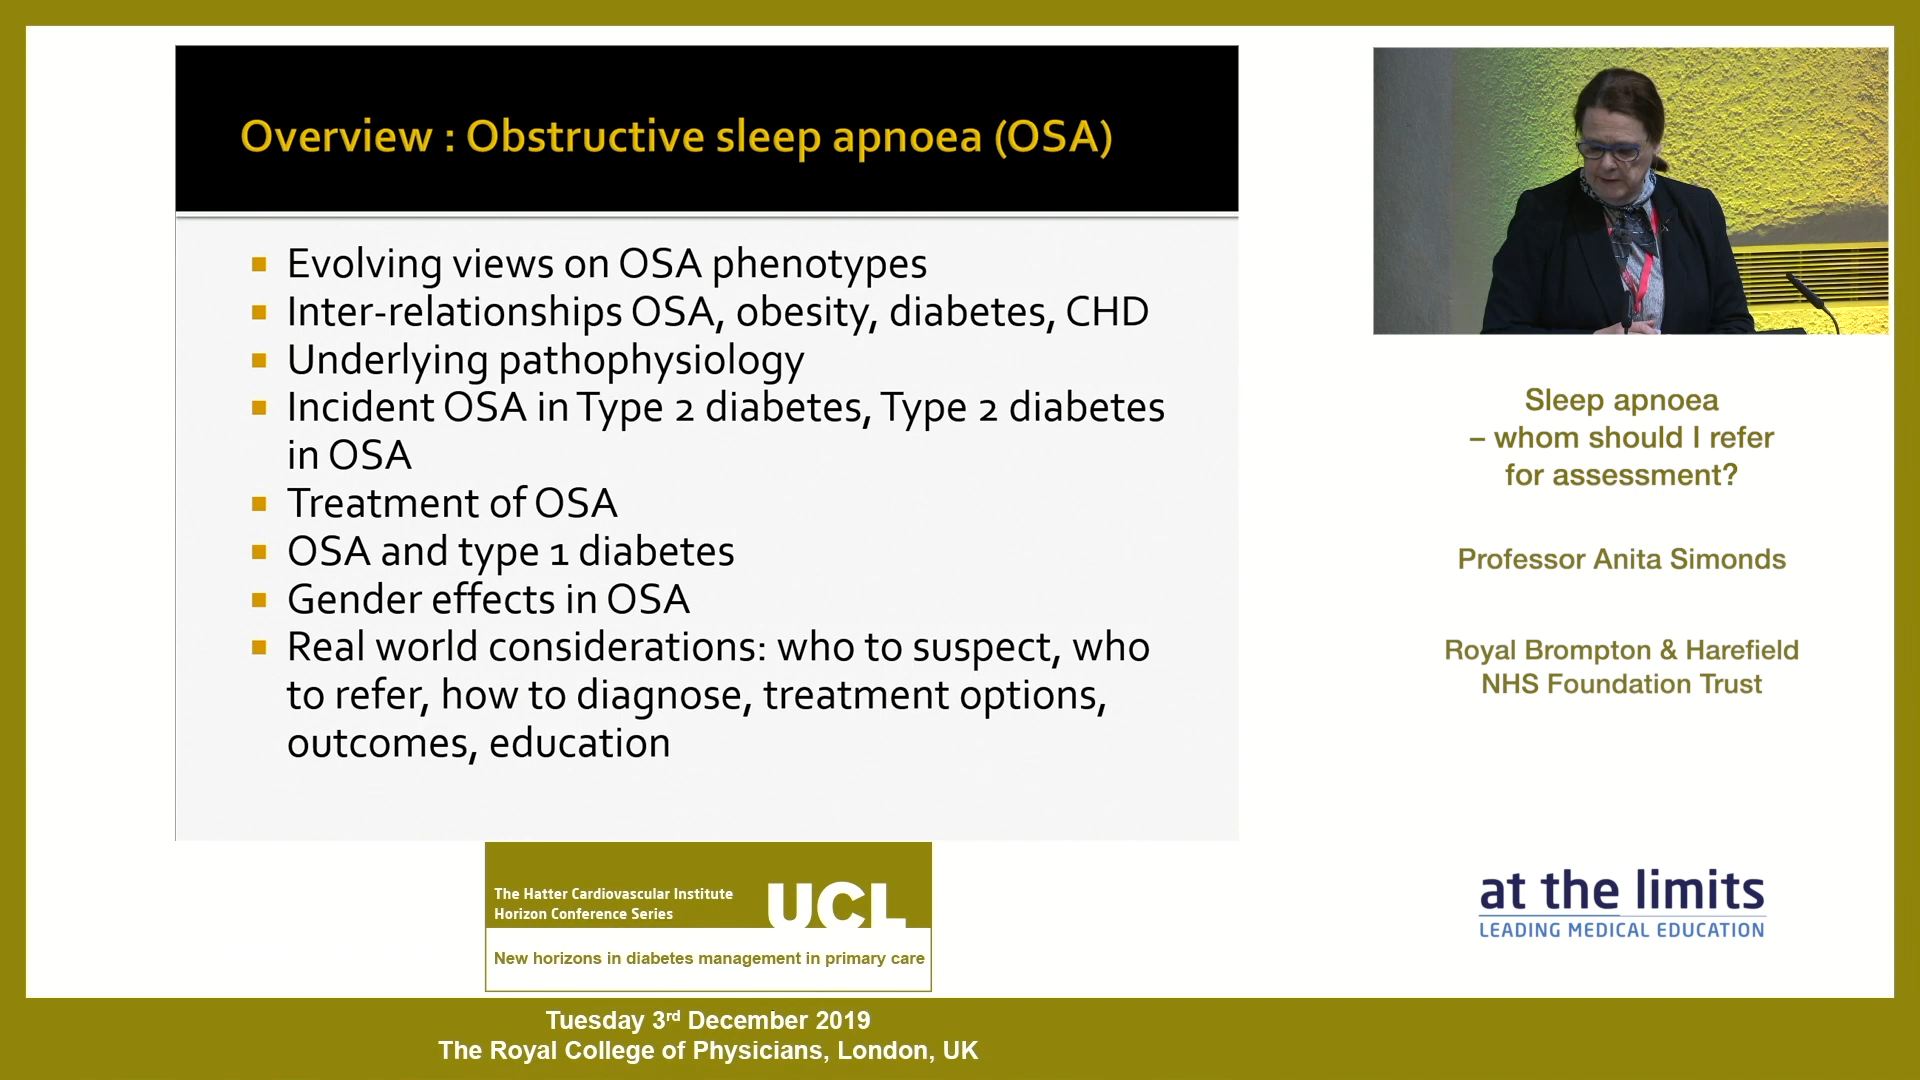 Overview : Obstructive sleep apnoea (OSA)
Evolving views on OSA phenotypes
Inter-relationships OSA, obesity, diabetes, CHD
Underlying pathophysiology
Incident OSA in Type 2 diabetes, Type 2 diabetes
in OSA
Treatment of OSA
OSA and type 1 diabetes
Gender effects in OSA
Real world considerations: who to suspect, who
to refer, how to diagnose, treatment options,
outcomes, education
Sleep apnoea
– whom should I refer
for assessment?
Professor Anita Simonds
Royal Brompton & Harefield
NHS Foundation Trust
at the limits
LEADING MEDICAL EDUCATION
The Hatter Cardiovascular Institute
Horizon Conference Series
UCL
New horizons in diabetes management in primary care
Tuesday 3rd December 2019
The Royal College of Physicians, London, UK